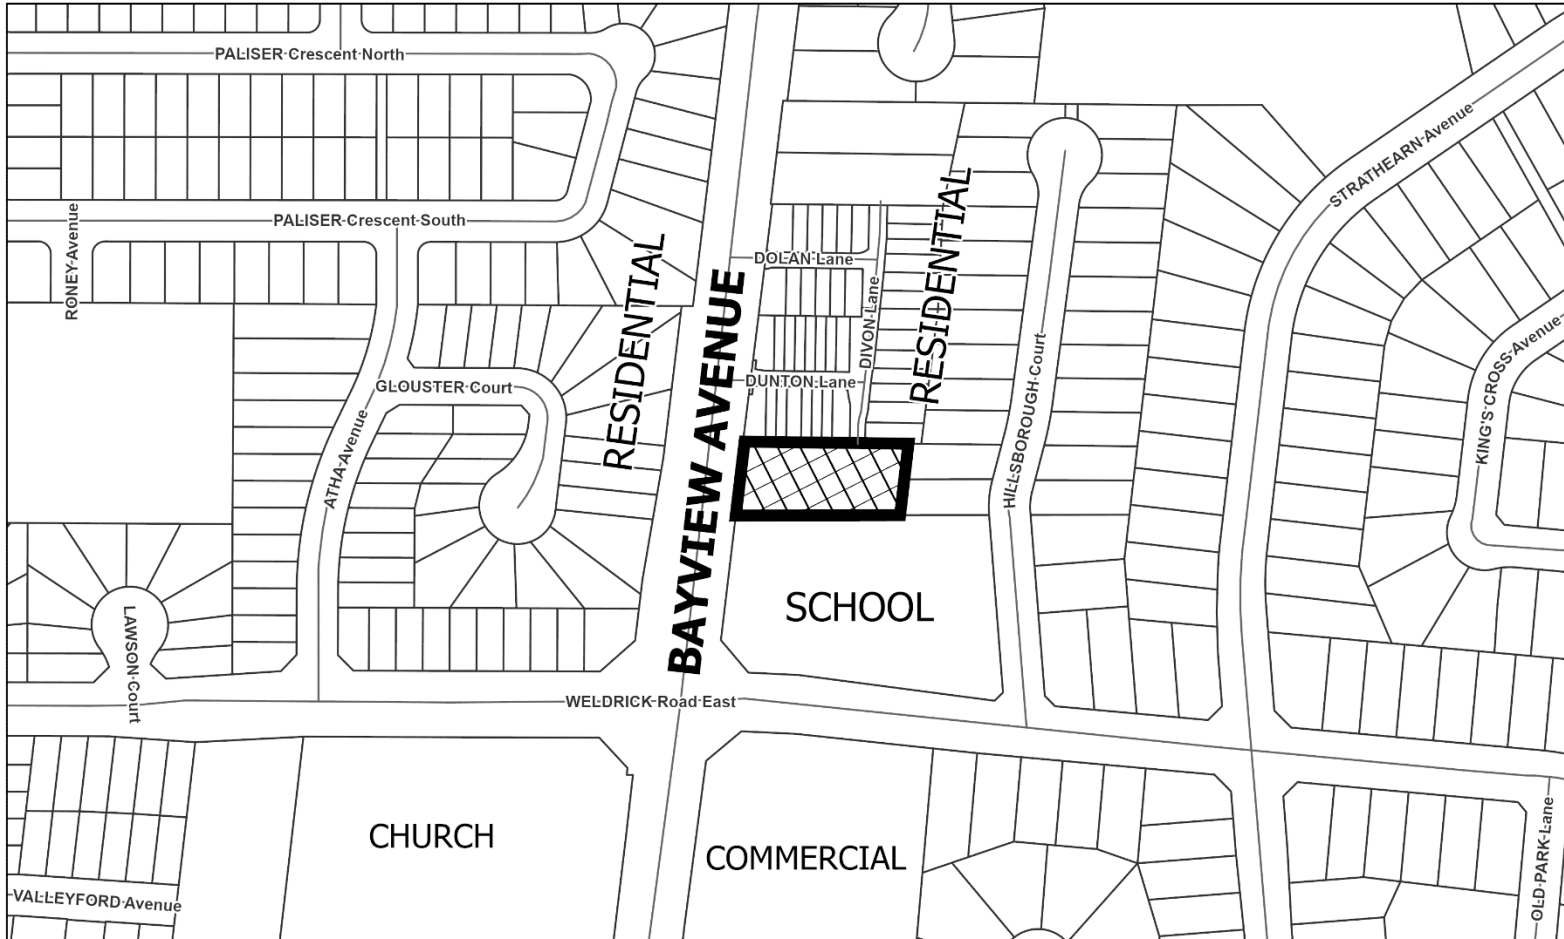 PALISER Crescent North
STRATHEARN Avenue
RONEY Avenue
PALISER Crescent South
RESIDENTIAL
RESIDENTIAL
DOLAN Lane
BAYVIEW AVENUE
DIVON Lane
KING'S CROSS Avenue
GLOUSTER Court
DUNTON Lane
HILLSBOROUGH Court
ATHA Avenue
SCHOOL
LAWSON Court
WELDRICK Road East
CHURCH
COMMERCIAL
OLD PARK Lane
VALLEYFORD Avenue